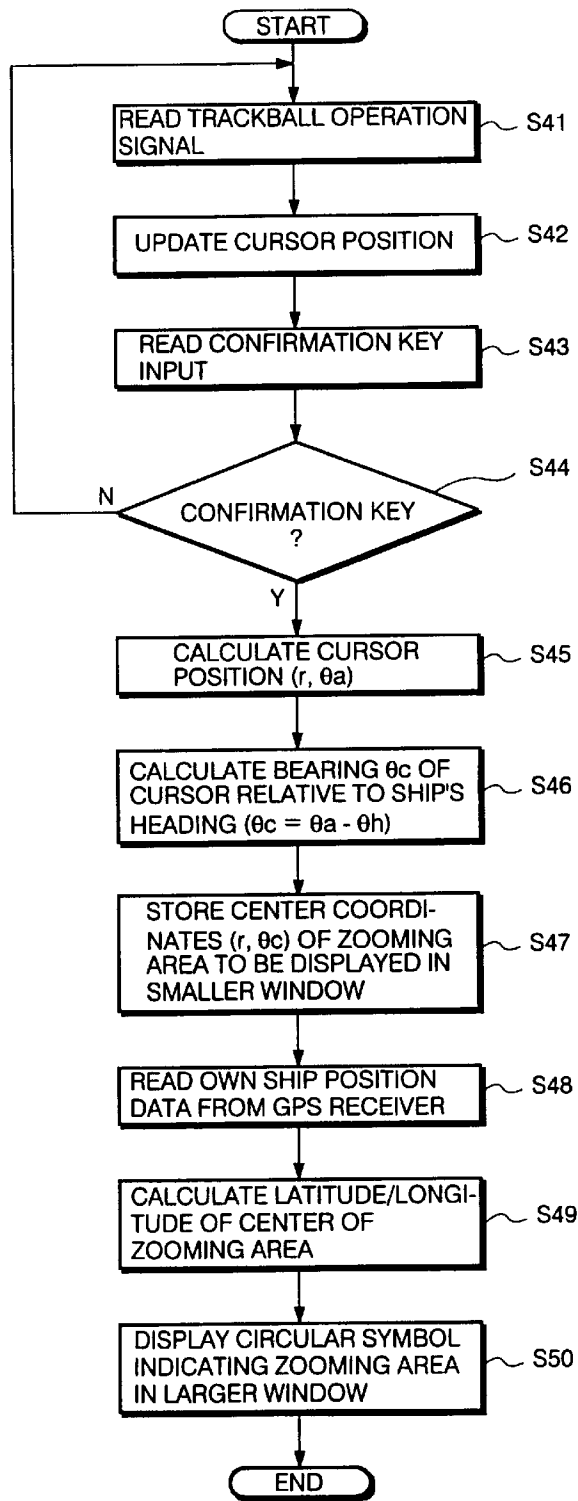 START
READ TRACKBALL OPERATION
SIGNAL
S41
UPDATE CURSOR POSITION
S42
READ CONFIRMATION KEY
INPUT
S43
S44
N
CONFIRMATION KEY
?
Y
CALCULATE CURSOR
POSITION (r, θa)
S45
CALCULATE BEARING θc OF
CURSOR RELATIVE TO SHIP'S
HEADING (θc = θa - θh)
S46
STORE CENTER COORDI-
NATES (r, θc) OF ZOOMING
AREA TO BE DISPLAYED IN
SMALLER WINDOW
S47
READ OWN SHIP POSITION
DATA FROM GPS RECEIVER
S48
CALCULATE LATITUDE/LONGI-
TUDE OF CENTER OF
ZOOMING AREA
S49
DISPLAY CIRCULAR SYMBOL
INDICATING ZOOMING AREA
IN LARGER WINDOW
S50
END